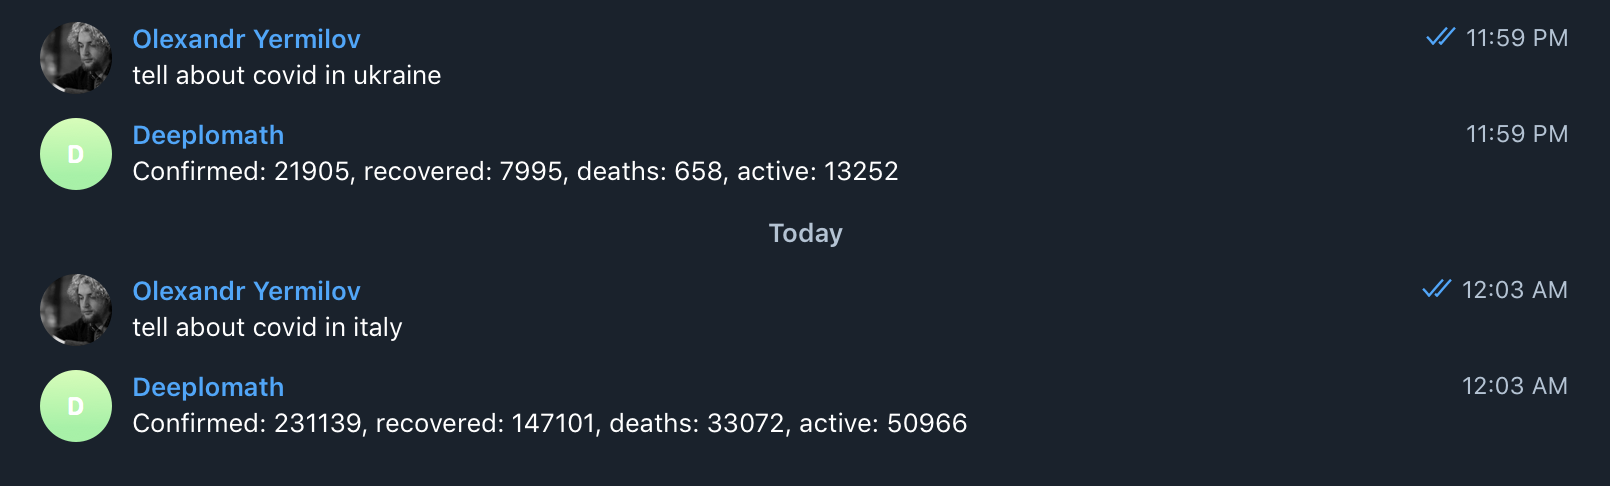 Olexandr Yermilov
11:59 PM
tell about covid in ukraine
D
Deeplomath
11:59 PM
Confirmed: 21905, recovered: 7995, deaths: 658, active: 13252
Today
Olexandr Yermilov
12:03 AM
tell about covid in italy
D
Deeplomath
12:03 AM
Confirmed: 231139, recovered: 147101, deaths: 33072, active: 50966